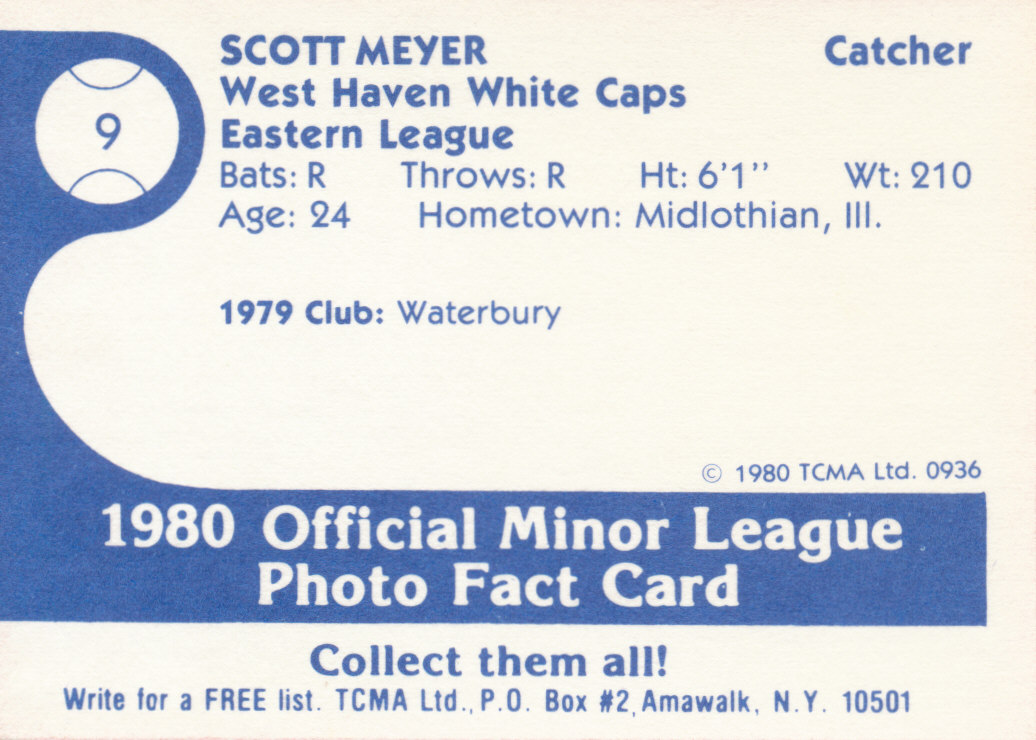 9
SCOTT MEYER Catcher
West Haven White Caps
Eastern League
Bats: R Throws: R Ht: 6'1'' Wt: 210
Age: 24 Hometown: Midlothian, Ill.
1979 Club: Waterbury
© 1980 TCMA Ltd. 0936
1980 Official Minor League
Photo Fact Card
Collect them all!
Write for a FREE list. TCMA Ltd., P.O. Box #2, Amawalk, N.Y. 10501